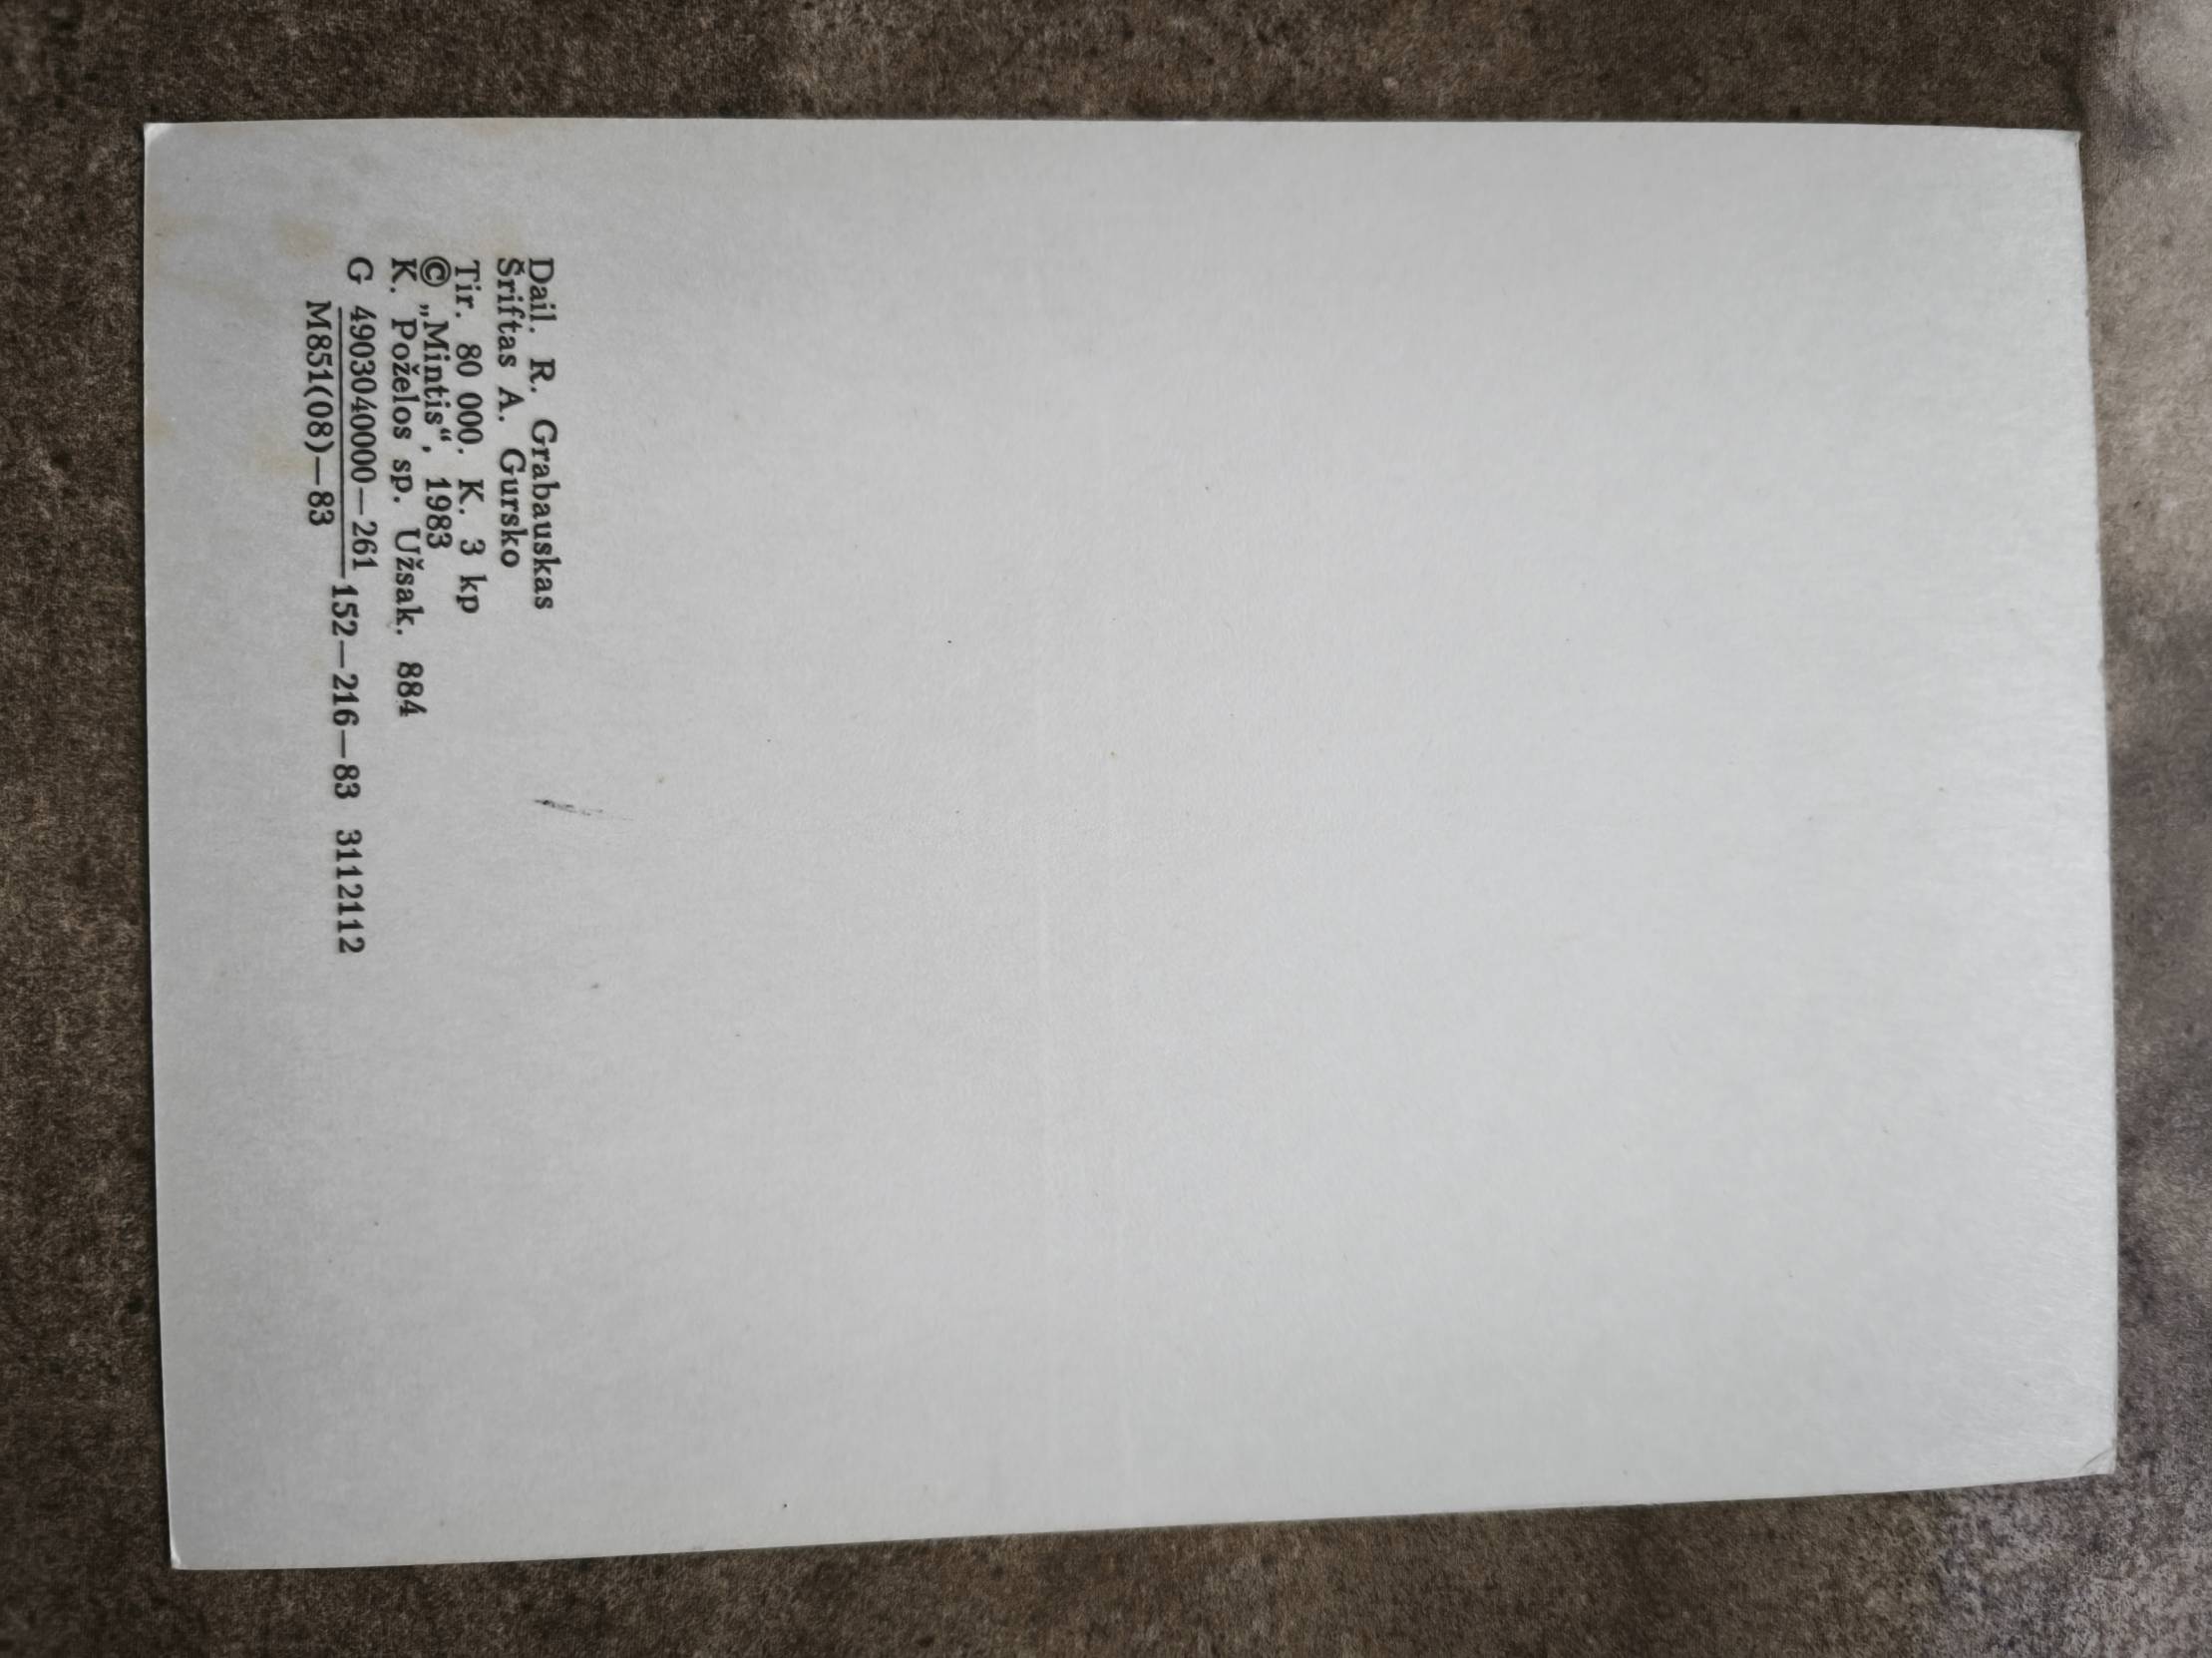 Dail. R. Grabauskas
Šriftas A. Gursko
Tir. 80 000. K. 3 kp
© „Mintis“, 1983
K. Požėlos sp. Užsak. 884
G 4903040000—261
M851(08)—83
152—216—83 3112112